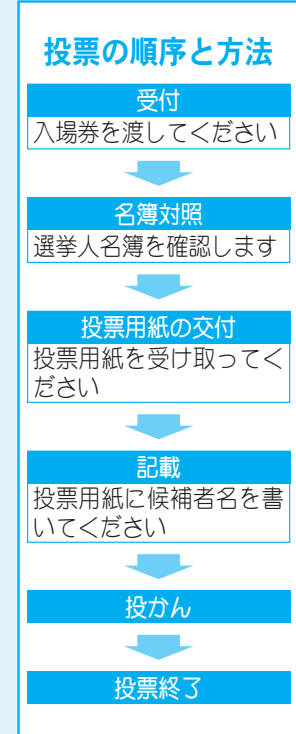 投票の順序と方法
受付
入場券を渡してください
名簿対照
選挙人名簿を確認します
投票用紙の交付
投票用紙を受け取ってく
ださい
記載
投票用紙に候補者名を書
いてください
投かん
投票終了